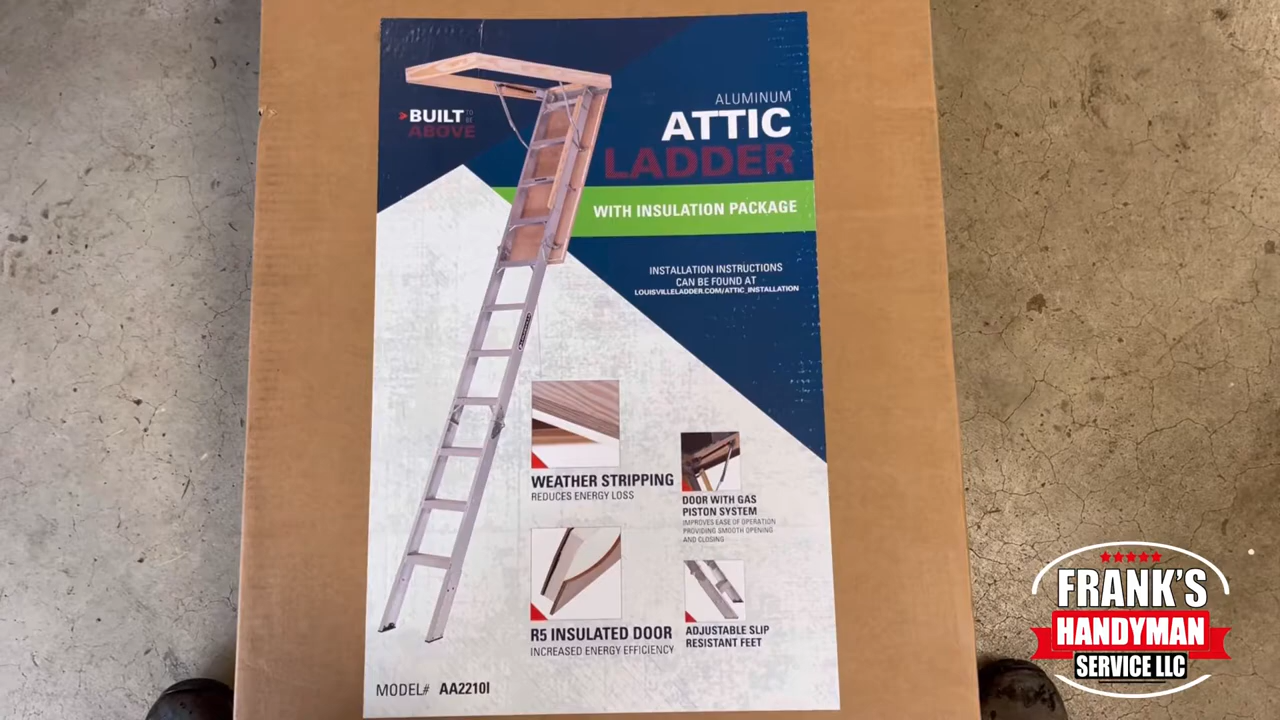 BUILT TO BE
ABOVE
ALUMINUM
ATTIC
LADDER
WITH INSULATION PACKAGE
INSTALLATION INSTRUCTIONS
CAN BE FOUND AT
LOUISVILLELADDER.COM/ATTIC_INSTALLATION
WEATHER STRIPPING
REDUCES ENERGY LOSS
DOOR WITH GAS
PISTON SYSTEM
IMPROVES EASE OF OPERATION
PROVIDING SMOOTH OPENING
AND CLOSING
R5 INSULATED DOOR
INCREASED ENERGY EFFICIENCY
ADJUSTABLE SLIP
RESISTANT FEET
MODEL# AA2210I
FRANK'S
HANDYMAN
SERVICE LLC